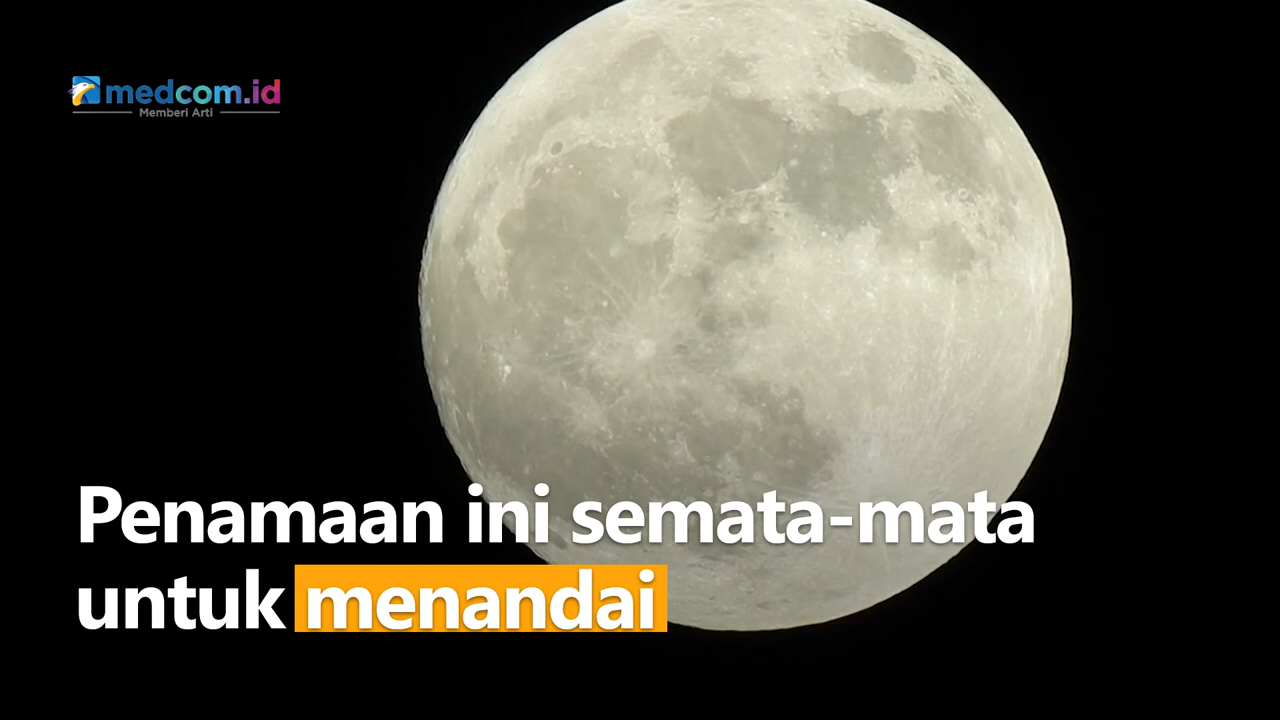 medcom.id
Memberi Arti
Penamaan ini semata-mata
untuk menandai